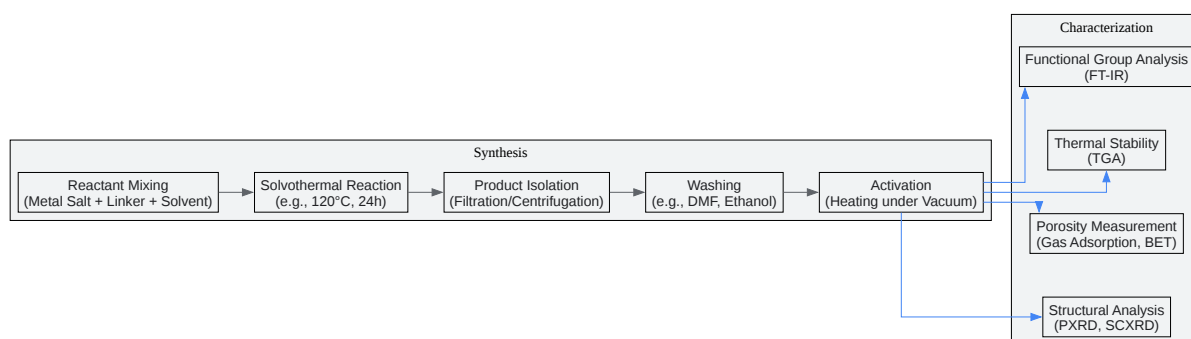 Synthesis
Reactant Mixing
(Metal Salt + Linker + Solvent)
Solvothermal Reaction
(e.g., 120°C, 24h)
Product Isolation
(Filtration/Centrifugation)
Washing
(e.g., DMF, Ethanol)
Activation
(Heating under Vacuum)
Characterization
Functional Group Analysis
(FT-IR)
Thermal Stability
(TGA)
Porosity Measurement
(Gas Adsorption, BET)
Structural Analysis
(PXRD, SCXRD)